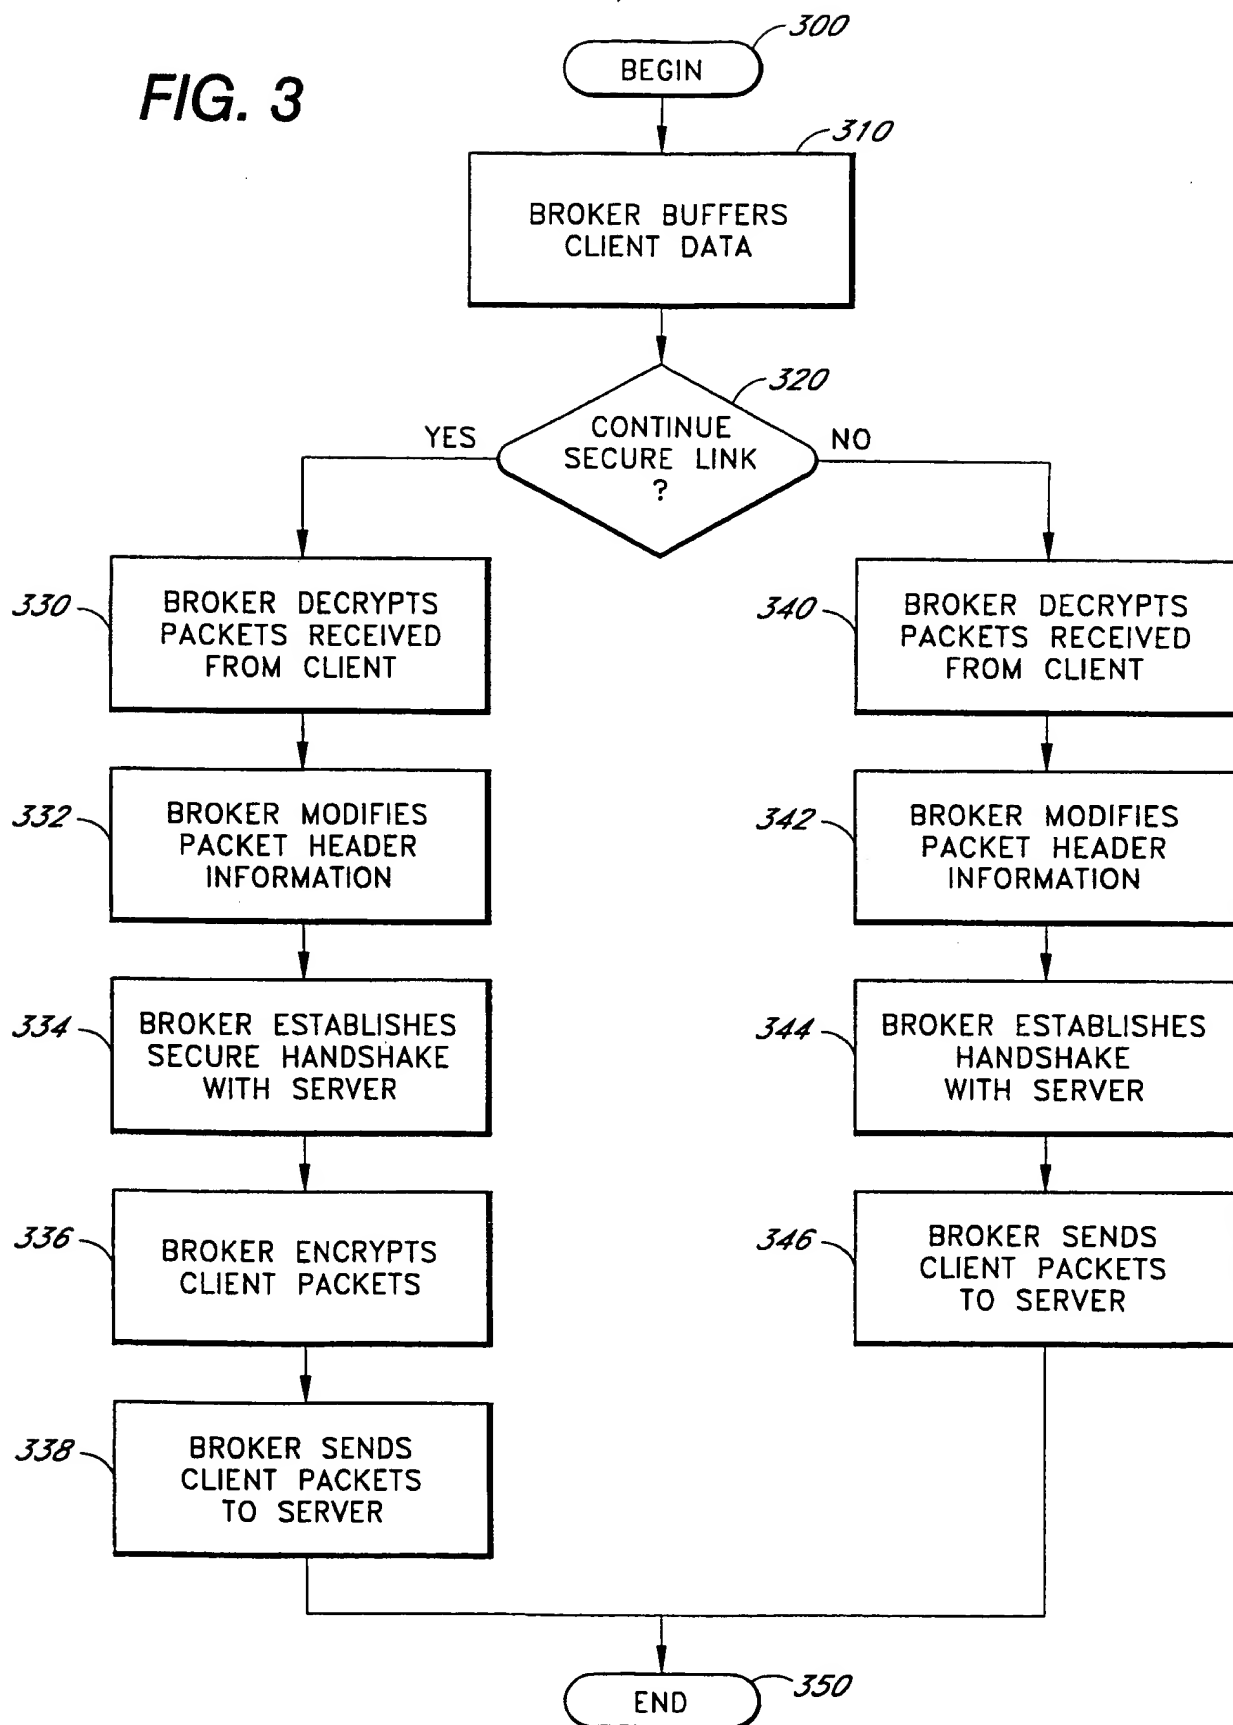 FIG. 3
300
BEGIN
310
BROKER BUFFERS
CLIENT DATA
320
CONTINUE
SECURE LINK
?
YES
NO
330
BROKER DECRYPTS
PACKETS RECEIVED
FROM CLIENT
332
BROKER MODIFIES
PACKET HEADER
INFORMATION
334
BROKER ESTABLISHES
SECURE HANDSHAKE
WITH SERVER
336
BROKER ENCRYPTS
CLIENT PACKETS
338
BROKER SENDS
CLIENT PACKETS
TO SERVER
340
BROKER DECRYPTS
PACKETS RECEIVED
FROM CLIENT
342
BROKER MODIFIES
PACKET HEADER
INFORMATION
344
BROKER ESTABLISHES
HANDSHAKE
WITH SERVER
346
BROKER SENDS
CLIENT PACKETS
TO SERVER
END
350